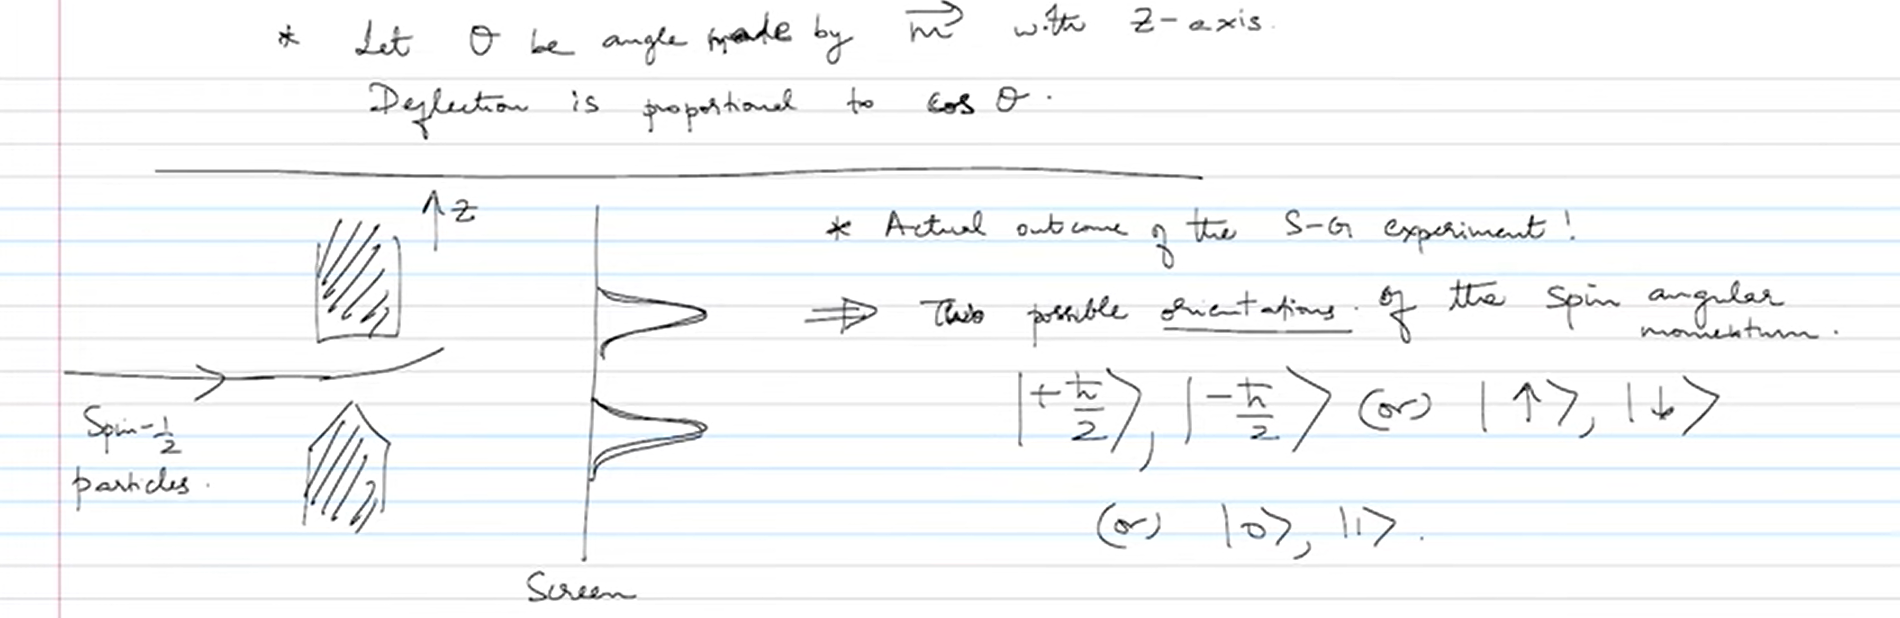 * Let θ be angle made by m⃗ with z-axis.
Deflection is proportional to cos θ.
z
* Actual outcome of the S-G experiment!
⇒ Two possible orientations of the spin angular
momentum.
|+ħ/2⟩, |-ħ/2⟩ (or) |↑⟩, |↓⟩
Spin-1/2
particles.
(or) |0⟩, |1⟩.
Screen